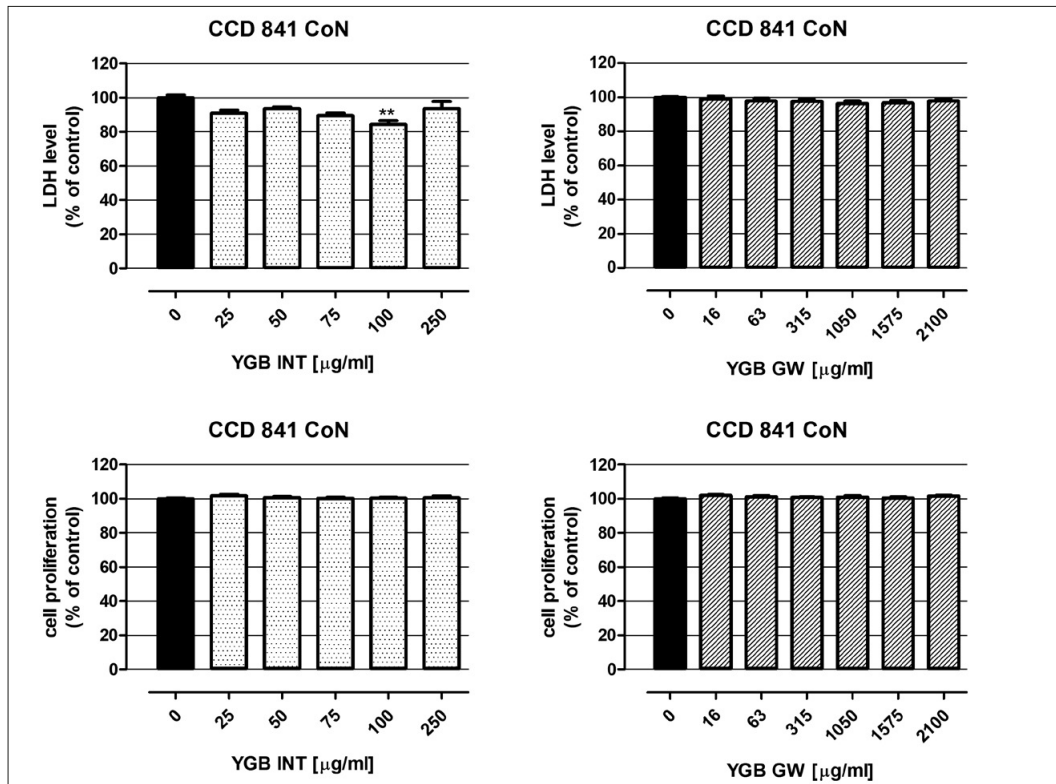 CCD 841 CoN
LDH level
(% of control)
120
100
80
60
40
20
0
**
0 25 50 75 100 250
YGB INT [μg/ml]
CCD 841 CoN
LDH level
(% of control)
120
100
80
60
40
20
0
0 16 63 315 1050 1575 2100
YGB GW [μg/ml]
CCD 841 CoN
cell proliferation
(% of control)
120
100
80
60
40
20
0
0 25 50 75 100 250
YGB INT [μg/ml]
CCD 841 CoN
cell proliferation
(% of control)
120
100
80
60
40
20
0
0 16 63 315 1050 1575 2100
YGB GW [μg/ml]